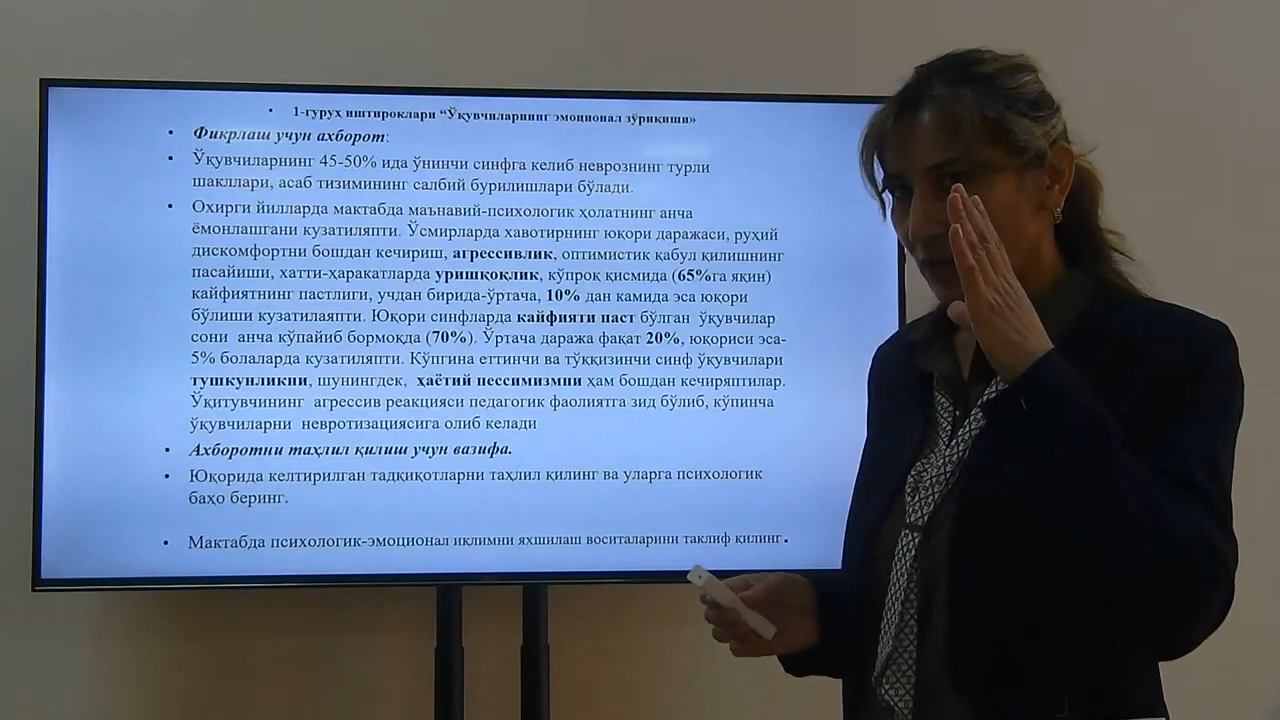 • 1-гуруҳ иштироклари “Ўқувчиларнинг эмоционал зўриқиши»
• Фикрлаш учун ахборот:
• Ўқувчиларнинг 45-50% ида ўнинчи синфга келиб неврознинг турли
шакллари, асаб тизимининг салбий бурилишлари бўлади.
• Охирги йилларда мактабда маънавий-психологик ҳолатнинг анча
ёмонлашгани кузатиляпти. Ўсмирларда хавотирнинг юқори даражаси, руҳий
дискомфортни бошдан кечириш, агрессивлик, оптимистик қабул қилишнинг
пасайиши, хатти-ҳаракатларда уришқоқлик, кўпроқ қисмида (65%га яқин)
кайфиятнинг пастлиги, учдан бирида-ўртача, 10% дан камида эса юқори
бўлиши кузатилаяпти. Юқори синфларда кайфияти паст бўлган ўқувчилар
сони анча кўпайиб бормоқда (70%). Ўртача даража фақат 20%, юқориси эса-
5% болаларда кузатиляпти. Кўпгина еттинчи ва тўққизинчи синф ўқувчилари
тушкунликни, шунингдек, ҳаётий пессимизмни ҳам бошдан кечиряптилар.
Ўқитувчининг агрессив реакцияси педагогик фаолиятга зид бўлиб, кўпинча
ўқувчиларни невротизациясига олиб келади
• Ахборотни таҳлил қилиш учун вазифа.
• Юқорида келтирилган тадқиқотларни таҳлил қилинг ва уларга психологик
баҳо беринг.
• Мактабда психологик-эмоционал иқлимни яхшилаш воситаларини таклиф қилинг.